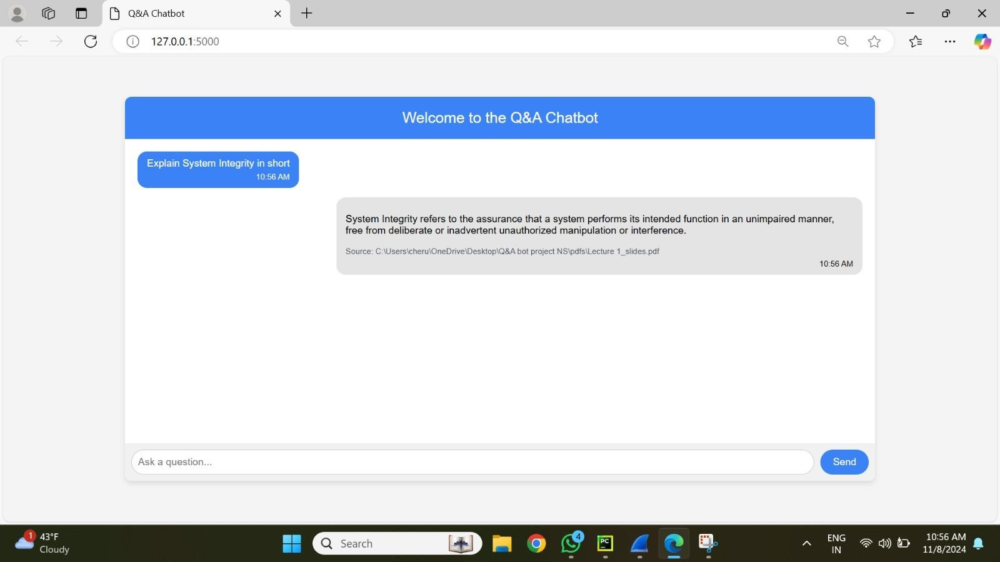 Q&A Chatbot
127.0.0.1:5000
Welcome to the Q&A Chatbot
Explain System Integrity in short
10:56 AM
System Integrity refers to the assurance that a system performs its intended function in an unimpaired manner,
free from deliberate or inadvertent unauthorized manipulation or interference.
Source: C:\Users\cheru\OneDrive\Desktop\Q&A bot project NS\pdfs\Lecture 1_slides.pdf
10:56 AM
Ask a question...
Send
1
43°F
Cloudy
Search
4
PC
ENG
IN
10:56 AM
11/8/2024